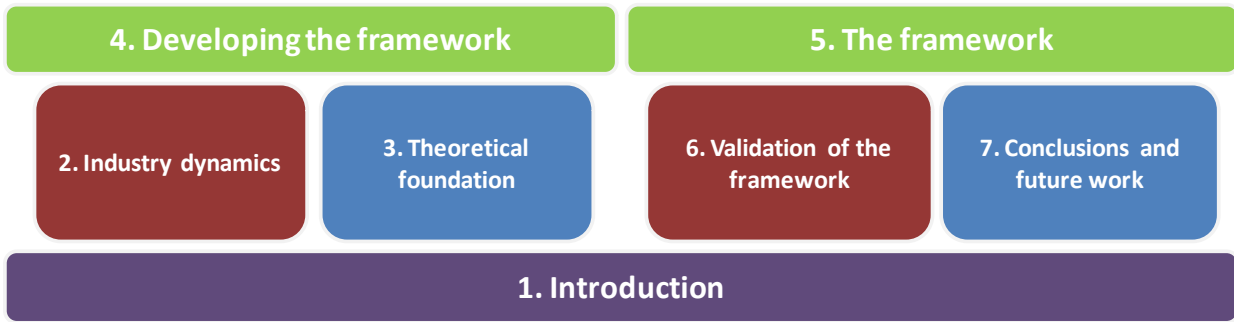 4. Developing the framework
5. The framework
2. Industry dynamics
3. Theoretical
foundation
6. Validation of the
framework
7. Conclusions and
future work
1. Introduction